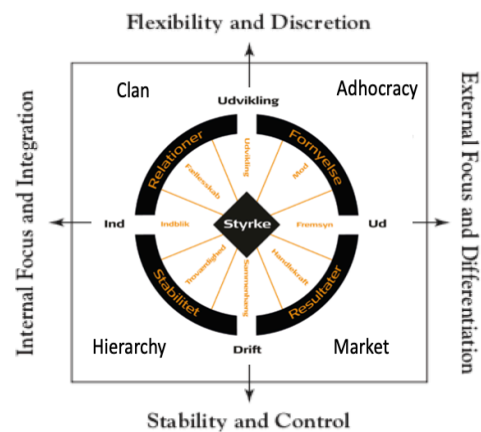 Flexibility and Discretion
Clan
Adhocracy
Udvikling
Relationer
Fornyelse
Udvikling
Fællesskab
Mod
Internal Focus and Integration
External Focus and Differentiation
Ind
Indblik
Styrke
Fremsyn
Ud
Troværdighed
Handlekraft
Sammenhæng
Stabilitet
Resultater
Hierarchy
Market
Drift
Stability and Control